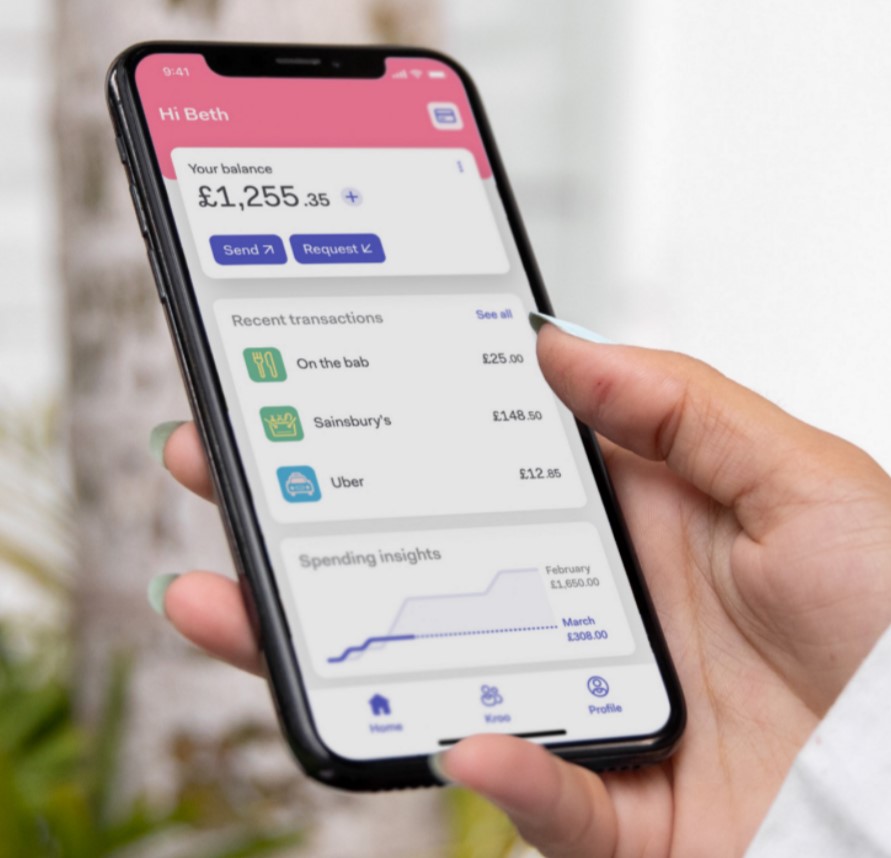 9:41
Hi Beth
Your balance
£1,255.35 +
Send ↗ Request ↙
Recent transactions See all
On the bab £25.00
Sainsbury's £148.50
Uber £12.85
Spending insights
February
£1,650.00
March
£308.00
Home Kroo Profile